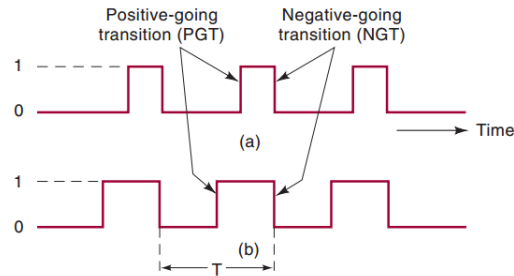 Positive-going
transition (PGT)
Negative-going
transition (NGT)
1
0
(a)
Time
1
0
(b)
T